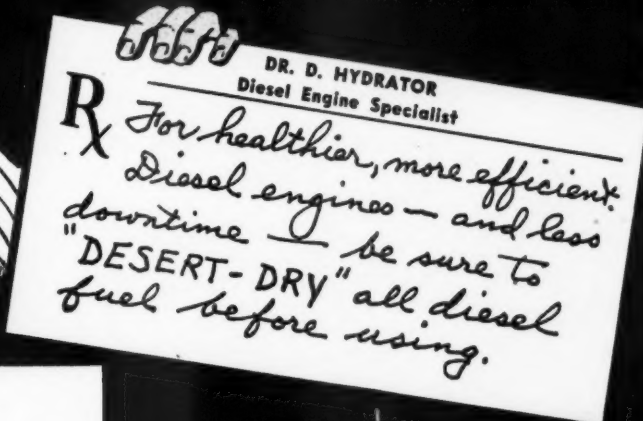 DR. D. HYDRATOR
Diesel Engine Specialist
Rx For healthier, more efficient
Diesel engines — and less
downtime — be sure to
"DESERT-DRY" all diesel
fuel before using.